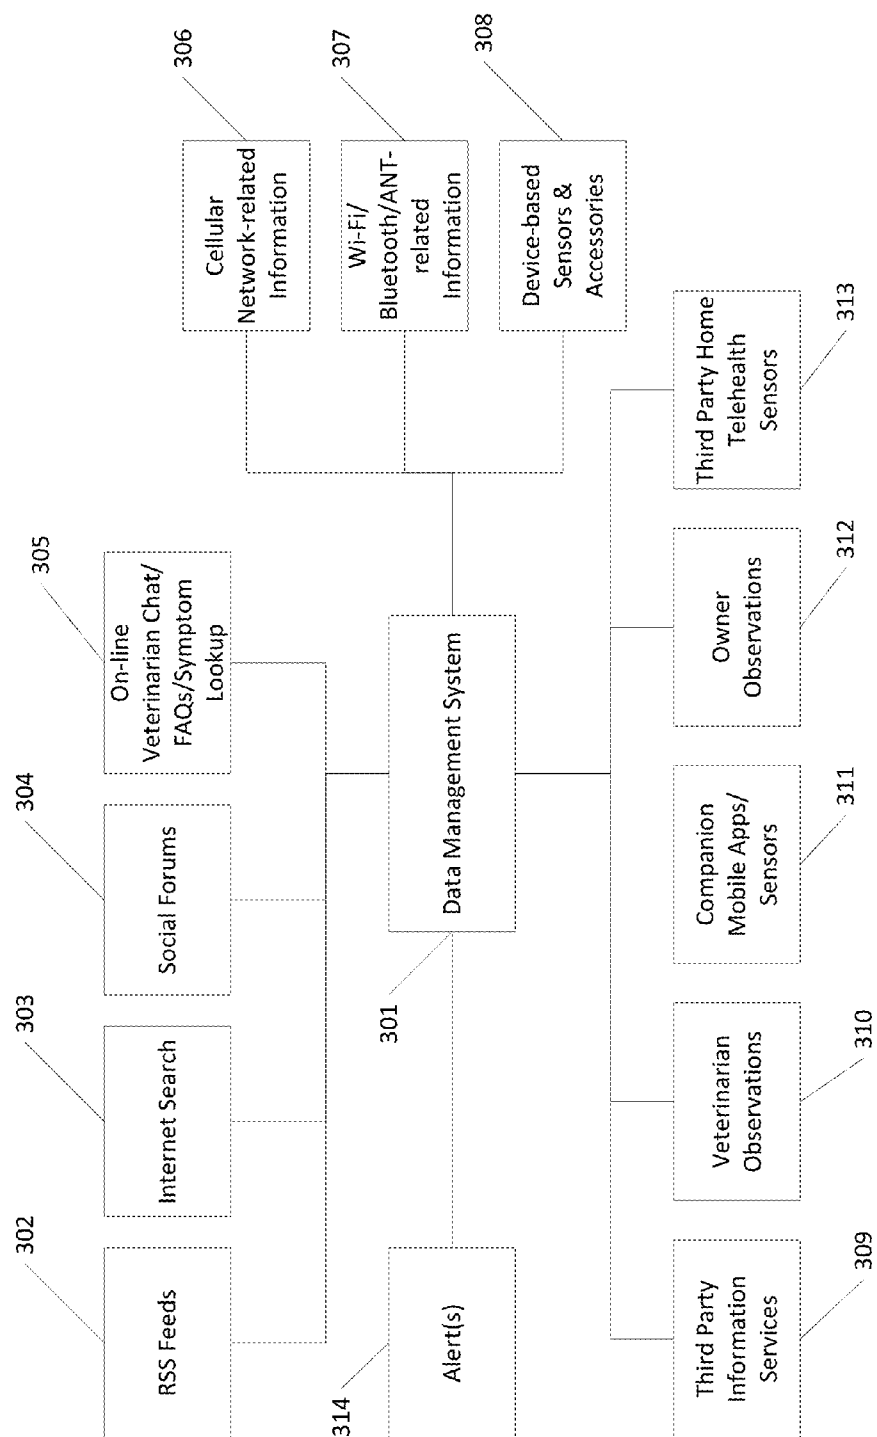 302
303
304
305
RSS Feeds
Internet Search
Social Forums
On-line
Veterinarian Chat/
FAQs/Symptom
Lookup
306
Cellular
Network-related
Information
307
Wi-Fi/
Bluetooth/ANT-
related
Information
308
Device-based
Sensors &
Accessories
314
Alert(s)
301
Data Management System
Third Party
Information
Services
309
Veterinarian
Observations
310
Companion
Mobile Apps/
Sensors
311
Owner
Observations
312
Third Party Home
Telehealth
Sensors
313